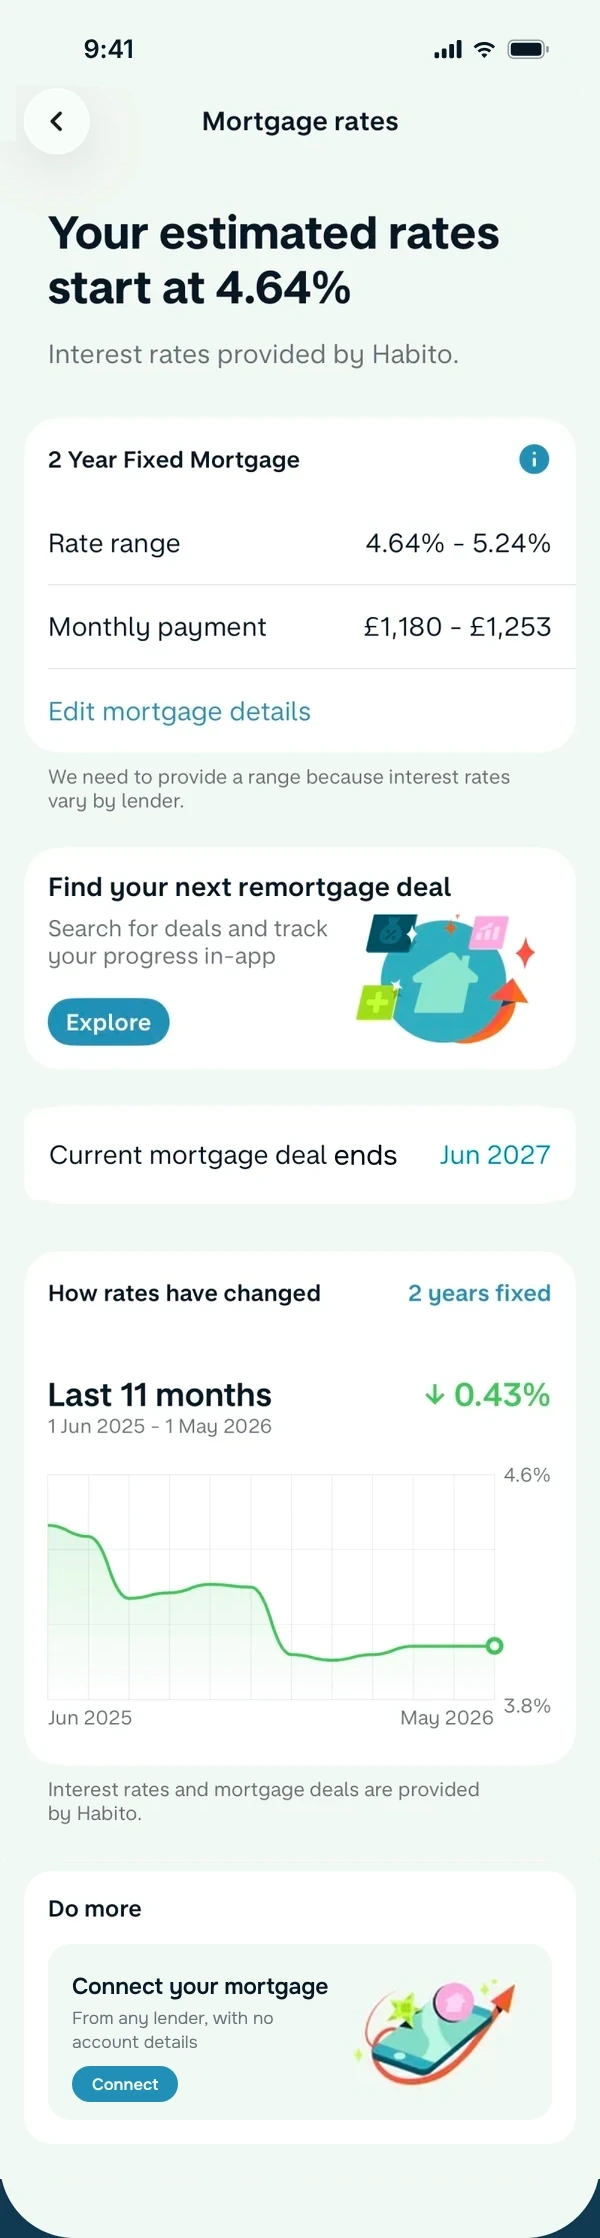 9:41
Mortgage rates
Your estimated rates
start at 4.64%
Interest rates provided by Habito.
2 Year Fixed Mortgage
Rate range 4.64% - 5.24%
Monthly payment £1,180 - £1,253
Edit mortgage details
We need to provide a range because interest rates
vary by lender.
Find your next remortgage deal
Search for deals and track
your progress in-app
Explore
Current mortgage deal ends Jun 2027
How rates have changed 2 years fixed
Last 11 months ↓ 0.43%
1 Jun 2025 - 1 May 2026
4.6%
3.8%
Jun 2025 May 2026
Interest rates and mortgage deals are provided
by Habito.
Do more
Connect your mortgage
From any lender, with no
account details
Connect